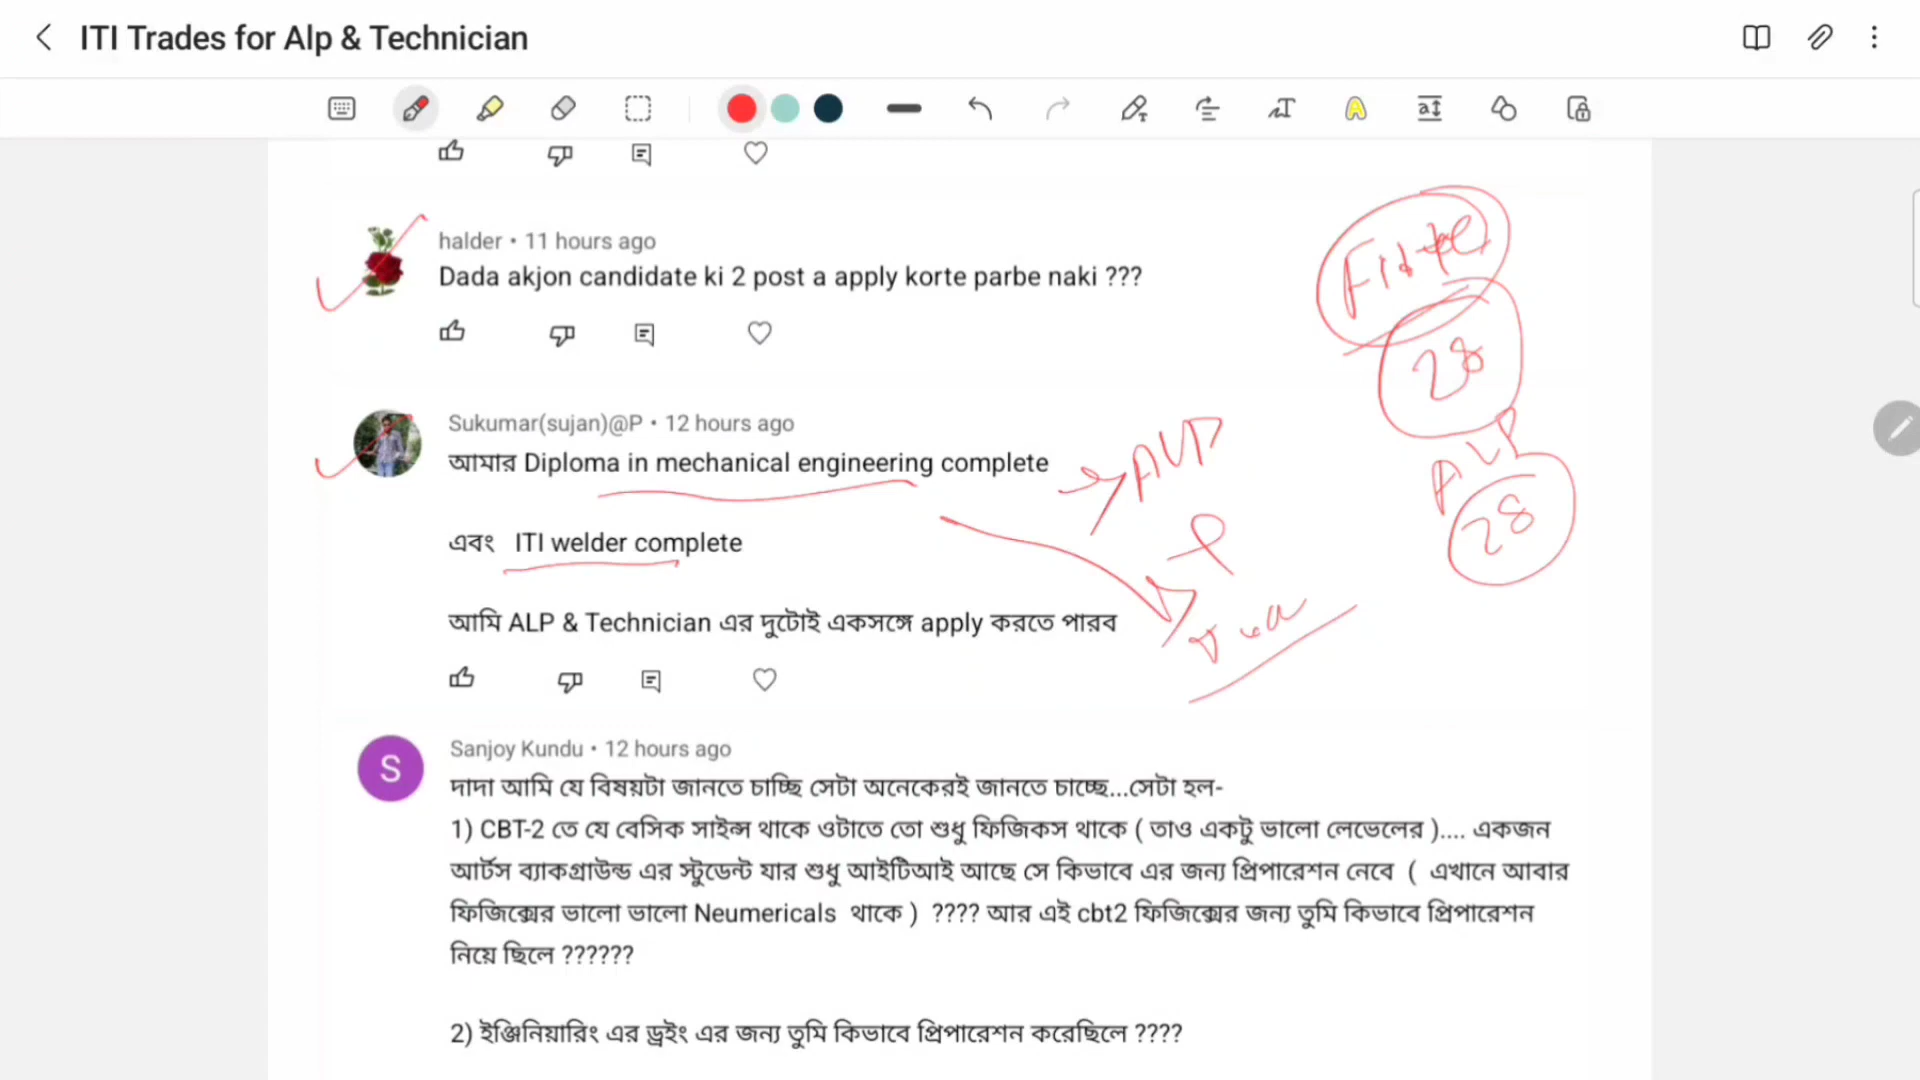 ITI Trades for Alp & Technician
halder • 11 hours ago
Dada akjon candidate ki 2 post a apply korte parbe naki ???
Fitter
28
Sukumar(sujan)@P • 12 hours ago
আমার Diploma in mechanical engineering complete
ALP
ALP
28
এবং ITI welder complete
আমি ALP & Technician এর দুটোই একসঙ্গে apply করতে পারব
S
Sanjoy Kundu • 12 hours ago
দাদা আমি যে বিষয়টা জানতে চাচ্ছি সেটা অনেকেরই জানতে চাচ্ছে...সেটা হল-
1) CBT-2 তে যে বেসিক সাইন্স থাকে ওটাতে তো শুধু ফিজিকস থাকে ( তাও একটু ভালো লেভেলের ).... একজন
আর্টস ব্যাকগ্রাউন্ড এর স্টুডেন্ট যার শুধু আইটিআই আছে সে কিভাবে এর জন্য প্রিপারেশন নেবে ( এখানে আবার
ফিজিক্সের ভালো ভালো Neumericals থাকে ) ???? আর এই cbt2 ফিজিক্সের জন্য তুমি কিভাবে প্রিপারেশন
নিয়ে ছিলে ??????
2) ইঞ্জিনিয়ারিং এর ড্রইং এর জন্য তুমি কিভাবে প্রিপারেশন করেছিলে ????